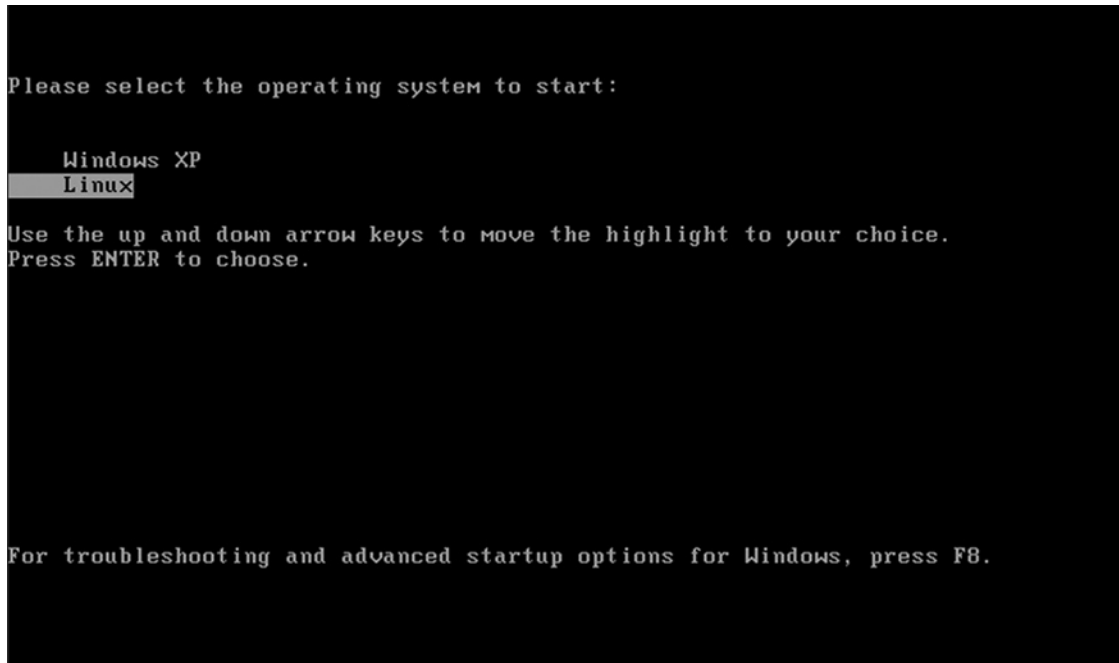 Please select the operating system to start:
Windows XP
Linux
Use the up and down arrow keys to move the highlight to your choice.
Press ENTER to choose.
For troubleshooting and advanced startup options for Windows, press F8.